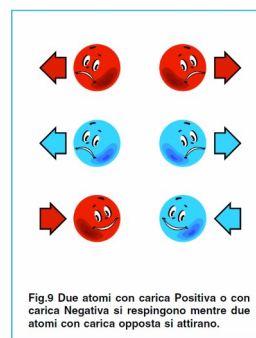 Fig.9 Due atomi con carica Positiva o con
carica Negativa si respingono mentre due
atomi con carica opposta si attirano.